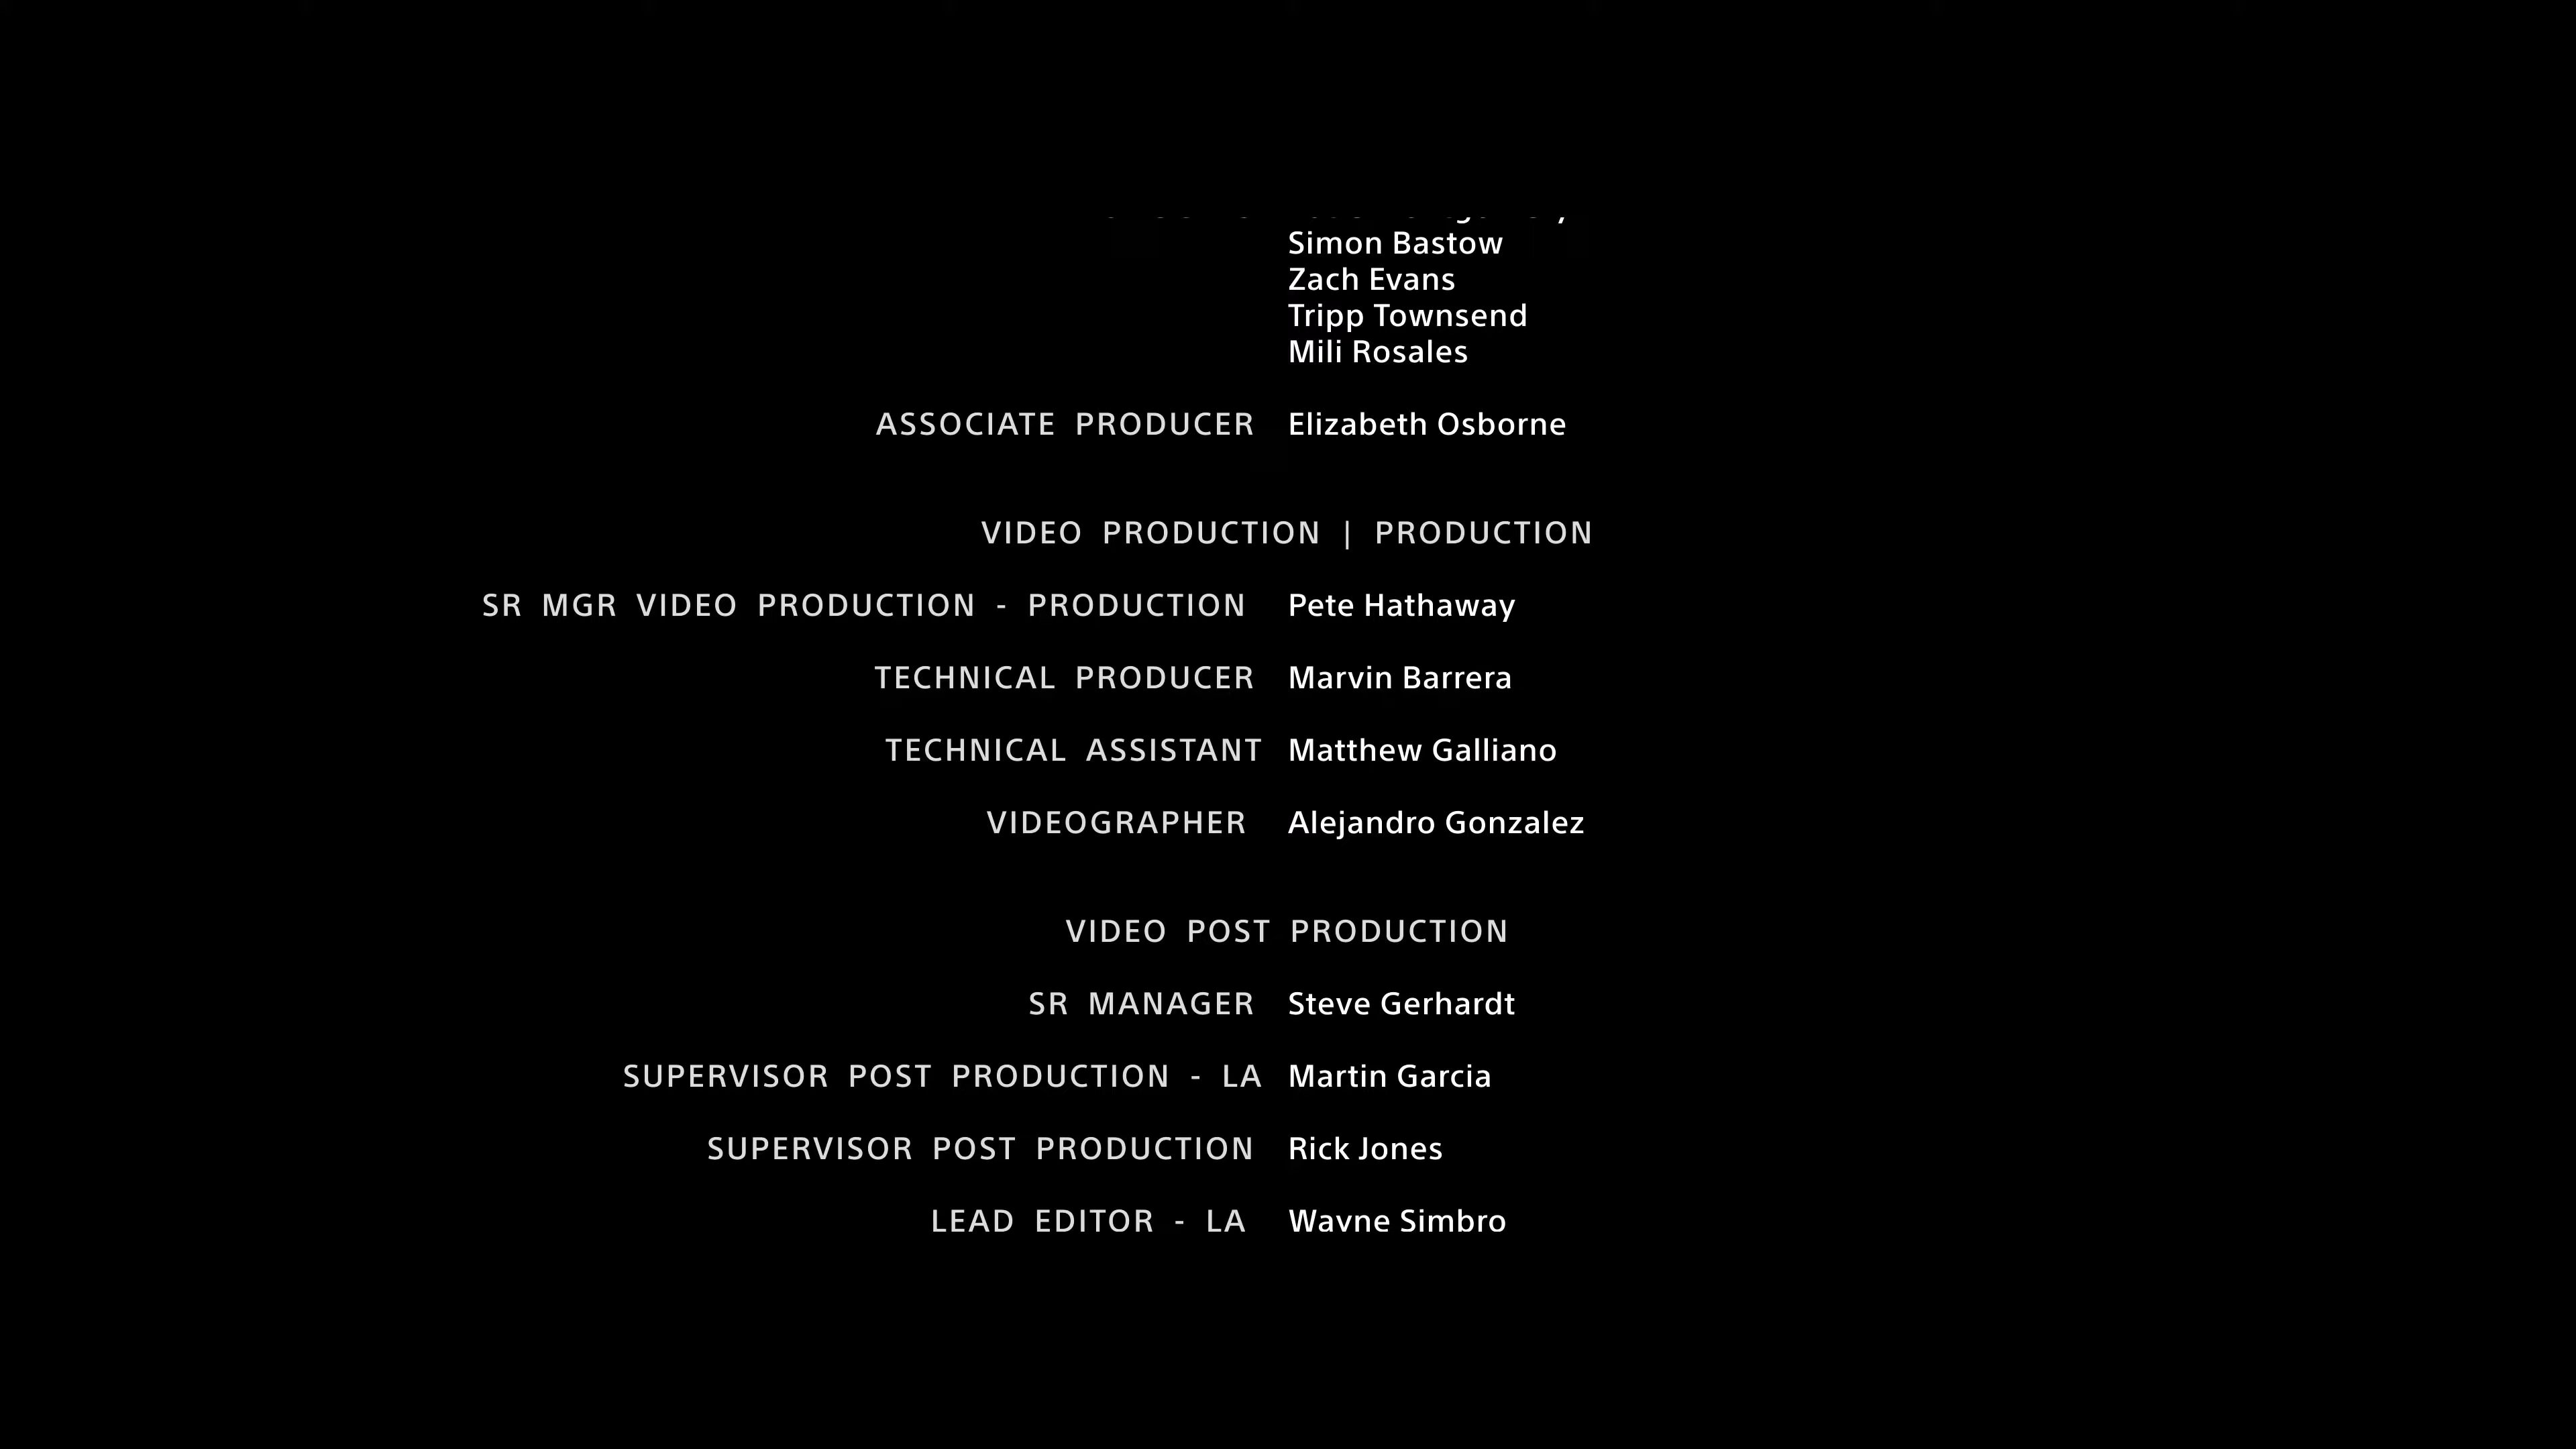 Simon Bastow
Zach Evans
Tripp Townsend
Mili Rosales
ASSOCIATE PRODUCER Elizabeth Osborne
VIDEO PRODUCTION | PRODUCTION
SR MGR VIDEO PRODUCTION - PRODUCTION Pete Hathaway
TECHNICAL PRODUCER Marvin Barrera
TECHNICAL ASSISTANT Matthew Galliano
VIDEOGRAPHER Alejandro Gonzalez
VIDEO POST PRODUCTION
SR MANAGER Steve Gerhardt
SUPERVISOR POST PRODUCTION - LA Martin Garcia
SUPERVISOR POST PRODUCTION Rick Jones
LEAD EDITOR - LA Wayne Simbro